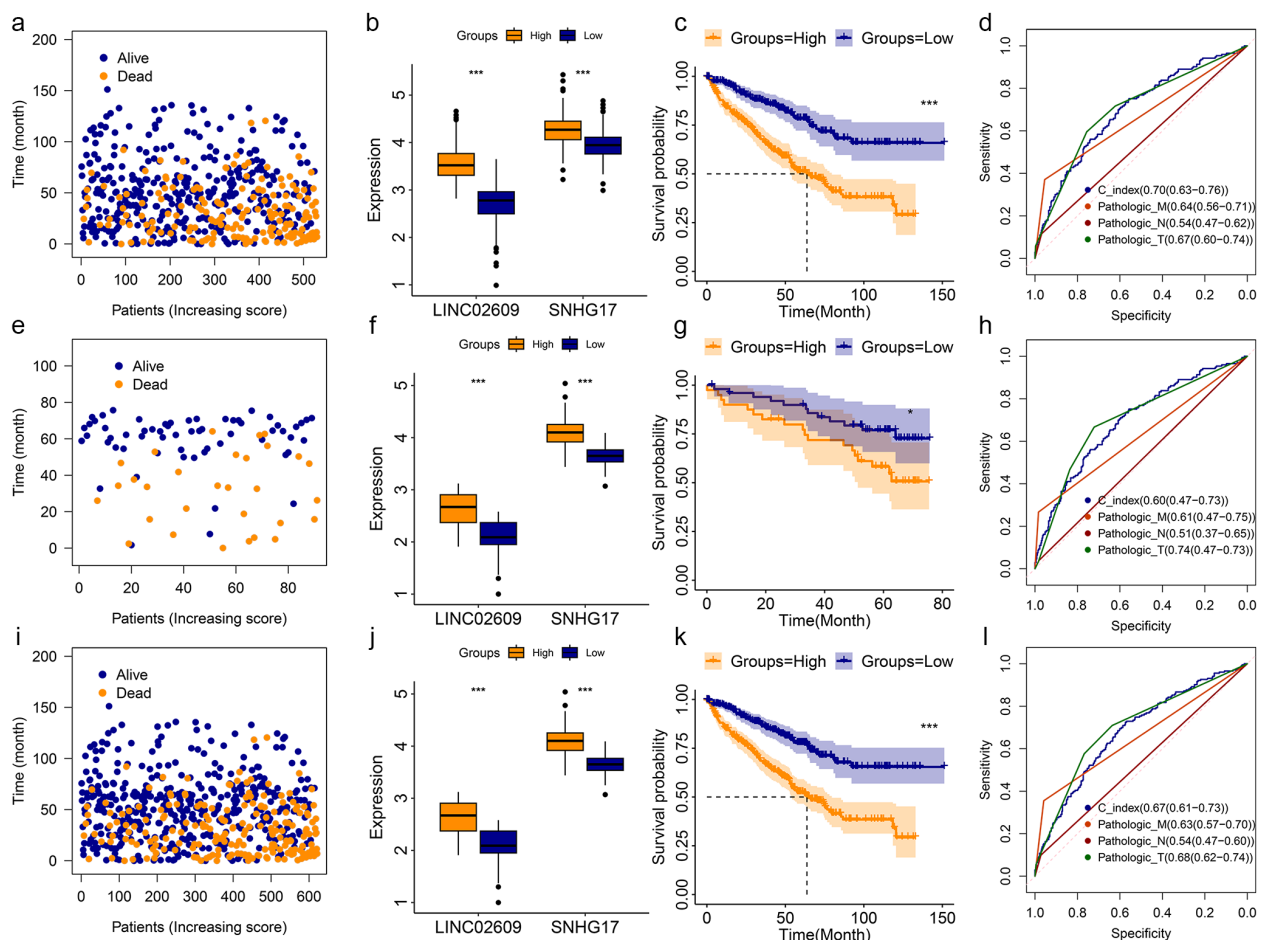 a
200
150
100
50
0
Time (month)
Alive
Dead
0 100 200 300 400 500
Patients (Increasing score)
b
Groups High Low
*** ***
5
4
3
2
1
Expression
LINC02609 SNHG17
c
Groups=High Groups=Low
***
1.00
0.75
0.50
0.25
0.00
Survival probability
0 50 100 150
Time(Month)
d
1.0
0.8
0.6
0.4
0.2
0.0
Sensitivity
C_index(0.70(0.63−0.76))
Pathologic_M(0.64(0.56−0.71))
Pathologic_N(0.54(0.47−0.62))
Pathologic_T(0.67(0.60−0.74))
1.0 0.8 0.6 0.4 0.2 0.0
Specificity
e
100
80
60
40
20
0
Time (month)
Alive
Dead
0 20 40 60 80
Patients (Increasing score)
f
Groups High Low
*** ***
5
4
3
2
1
Expression
LINC02609 SNHG17
g
Groups=High Groups=Low
*
1.00
0.75
0.50
0.25
0.00
Survival probability
0 20 40 60 80
Time(Month)
h
1.0
0.8
0.6
0.4
0.2
0.0
Sensitivity
C_index(0.60(0.47−0.73))
Pathologic_M(0.61(0.47−0.75))
Pathologic_N(0.51(0.37−0.65))
Pathologic_T(0.74(0.47−0.73))
1.0 0.8 0.6 0.4 0.2 0.0
Specificity
i
200
150
100
50
0
Time (month)
Alive
Dead
0 100 200 300 400 500 600
Patients (Increasing score)
j
Groups High Low
*** ***
5
4
3
2
1
Expression
LINC02609 SNHG17
k
Groups=High Groups=Low
***
1.00
0.75
0.50
0.25
0.00
Survival probability
0 50 100 150
Time(Month)
l
1.0
0.8
0.6
0.4
0.2
0.0
Sensitivity
C_index(0.67(0.61−0.73))
Pathologic_M(0.63(0.57−0.70))
Pathologic_N(0.54(0.47−0.60))
Pathologic_T(0.68(0.62−0.74))
1.0 0.8 0.6 0.4 0.2 0.0
Specificity